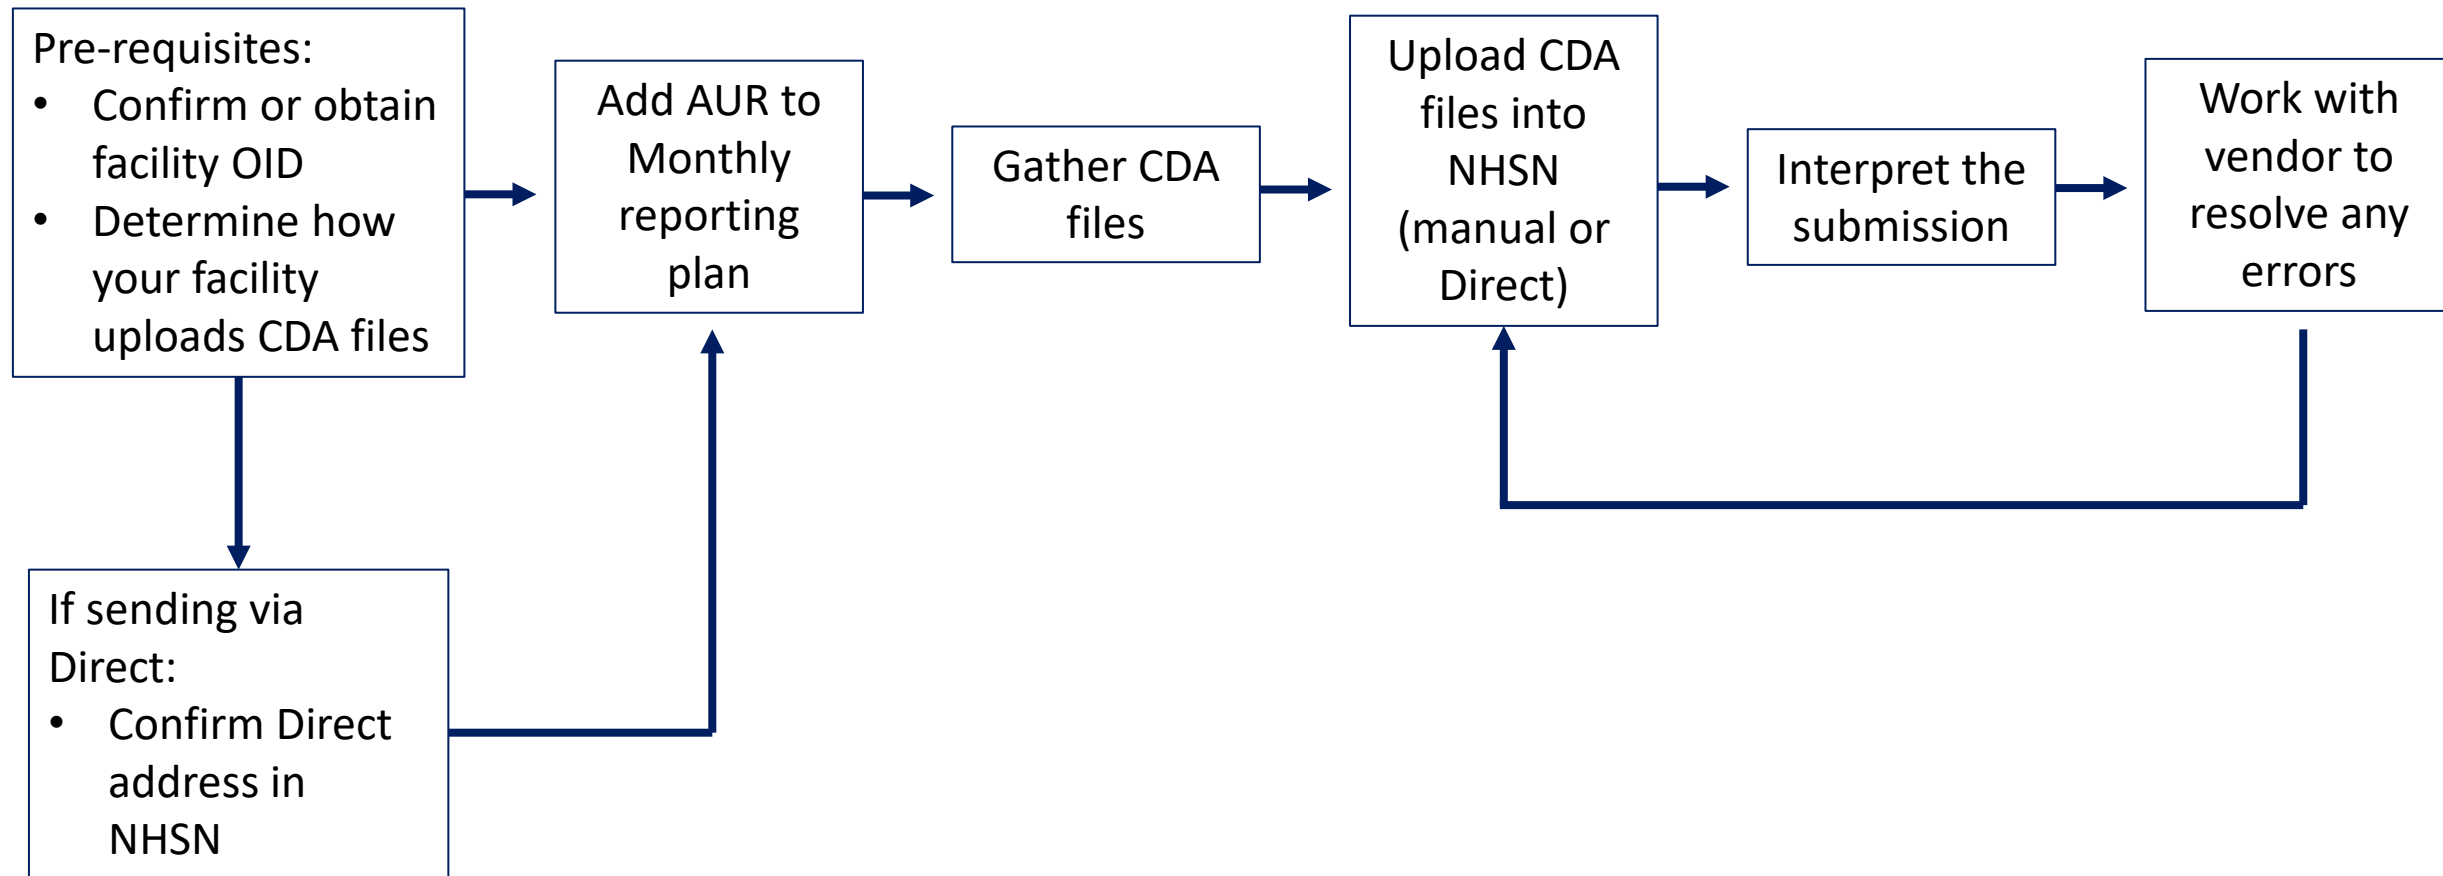 Pre-requisites:
• Confirm or obtain
facility OID
• Determine how
your facility
uploads CDA files
Add AUR to
Monthly
reporting
plan
Gather CDA
files
Upload CDA
files into
NHSN
(manual or
Direct)
Interpret the
submission
Work with
vendor to
resolve any
errors
If sending via
Direct:
• Confirm Direct
address in
NHSN